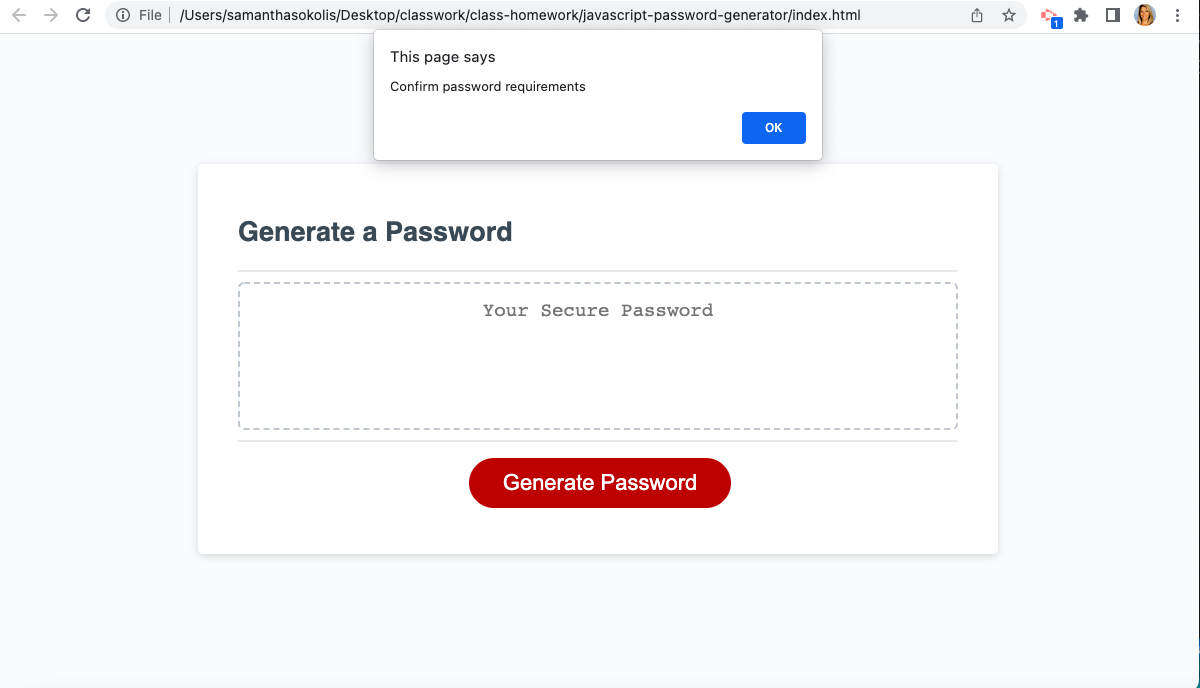 File /Users/samanthasokolis/Desktop/classwork/class-homework/javascript-password-generator/index.html
1
This page says
Confirm password requirements
OK
Generate a Password
Your Secure Password
Generate Password